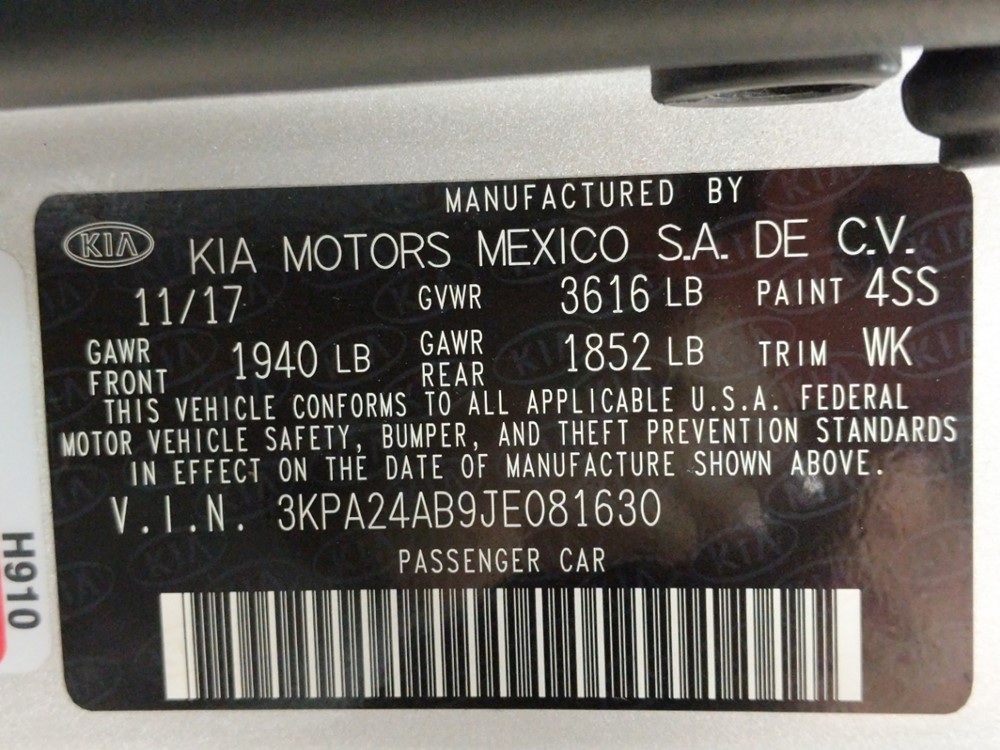 MANUFACTURED BY
KIA KIA MOTORS MEXICO S.A. DE C.V.
11/17 GVWR 3616 LB PAINT 4SS
GAWR FRONT 1940 LB GAWR REAR 1852 LB TRIM WK
THIS VEHICLE CONFORMS TO ALL APPLICABLE U.S.A. FEDERAL
MOTOR VEHICLE SAFETY, BUMPER, AND THEFT PREVENTION STANDARDS
IN EFFECT ON THE DATE OF MANUFACTURE SHOWN ABOVE.
V.I.N. 3KPA24AB9JE081630
PASSENGER CAR
H910